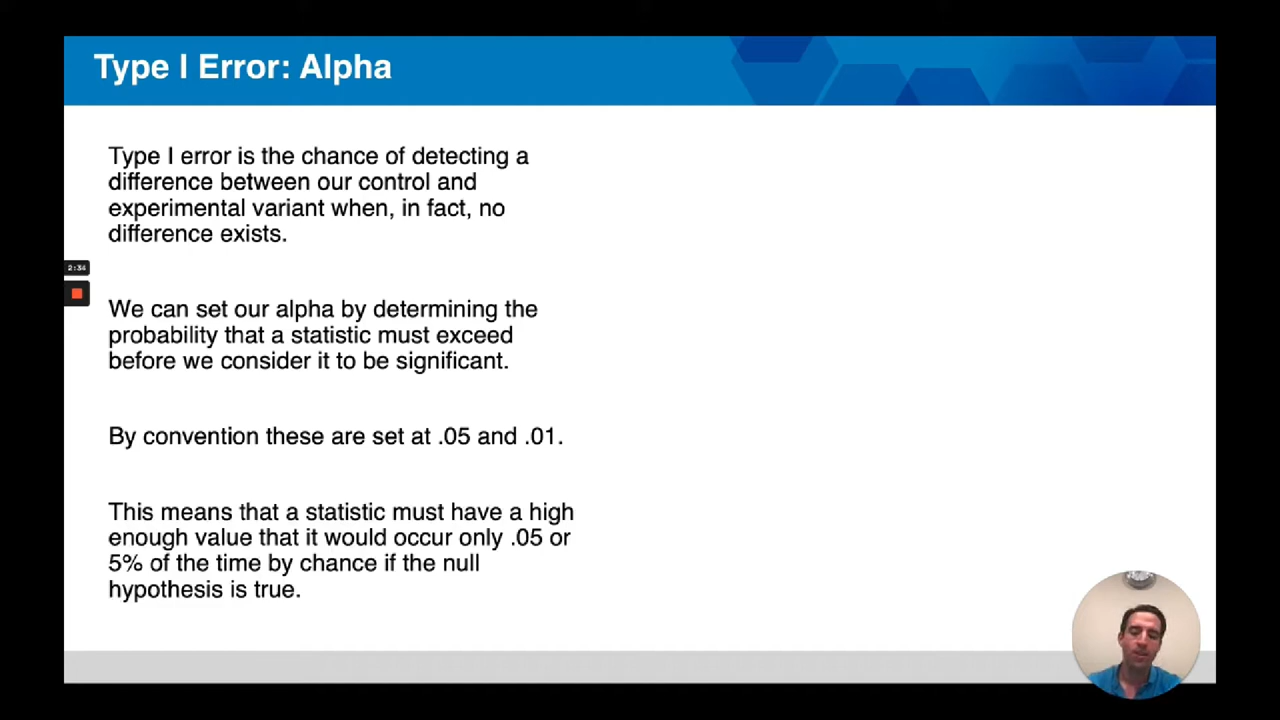 Type I Error: Alpha
Type I error is the chance of detecting a
difference between our control and
experimental variant when, in fact, no
difference exists.
2:34
We can set our alpha by determining the
probability that a statistic must exceed
before we consider it to be significant.
By convention these are set at .05 and .01.
This means that a statistic must have a high
enough value that it would occur only .05 or
5% of the time by chance if the null
hypothesis is true.